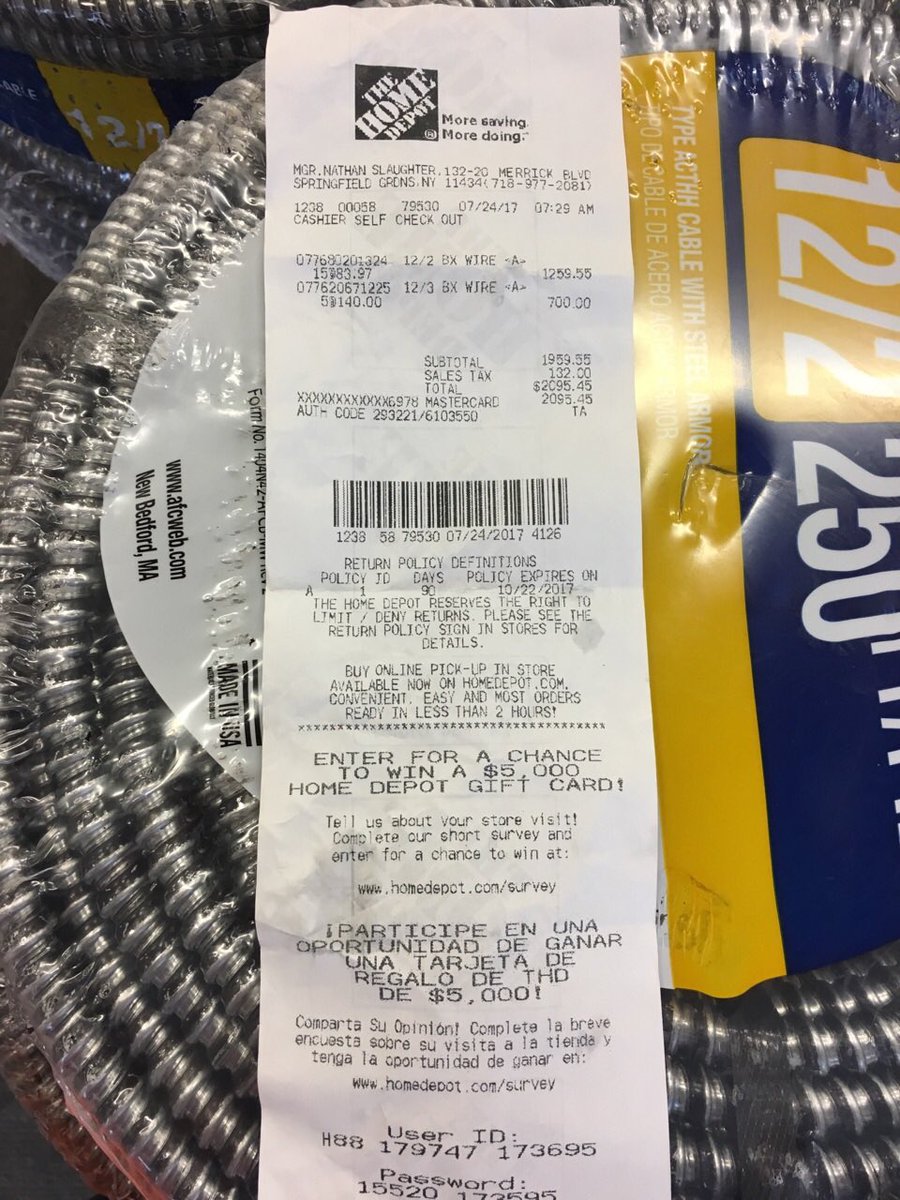 THE
HOME
DEPOT
More saving.
More doing.
MGR.NATHAN SLAUGHTER.132-20 MERRICK BLVD
SPRINGFIELD GRDNS.NY 11434(718-977-2081)
1238 00058 79530 07/24/17 07:29 AM
CASHIER SELF CHECK OUT
077680201324 12/2 BX WIRE <A>
15@83.97 1259.55
077620671225 12/3 BX WIRE <A>
5@140.00 700.00
SUBTOTAL 1959.55
SALES TAX 132.00
TOTAL $2095.45
XXXXXXXXXXXX6978 MASTERCARD 2095.45
AUTH CODE 293221/6103550 TA
1238 58 79530 07/24/2017 4126
RETURN POLICY DEFINITIONS
POLICY ID DAYS POLICY EXPIRES ON
A 1 90 10/22/2017
THE HOME DEPOT RESERVES THE RIGHT TO
LIMIT / DENY RETURNS. PLEASE SEE THE
RETURN POLICY SIGN IN STORES FOR
DETAILS.
BUY ONLINE PICK-UP IN STORE
AVAILABLE NOW ON HOMEDEPOT.COM.
CONVENIENT, EASY AND MOST ORDERS
READY IN LESS THAN 2 HOURS!
ENTER FOR A CHANCE
TO WIN A $5,000
HOME DEPOT GIFT CARD!
Tell us about your store visit!
Complete our short survey and
enter for a chance to win at:
www.homedepot.com/survey
¡PARTICIPE EN UNA
OPORTUNIDAD DE GANAR
UNA TARJETA DE
REGALO DE THD
DE $5,000!
Comparta Su Opinión! Complete la breve
encuesta sobre su visita a la tienda y
tenga la oportunidad de ganar en:
www.homedepot.com/survey
User ID:
H88 179747 173695
Password:
15520 173595
12/2
www.afcweb.com
New Bedford, MA
Form No.
MADE IN USA
TYPE ACTHH CABLE WITH STEEL ARMOR
TIPO DE CABLE DE ACERO
12/2
250